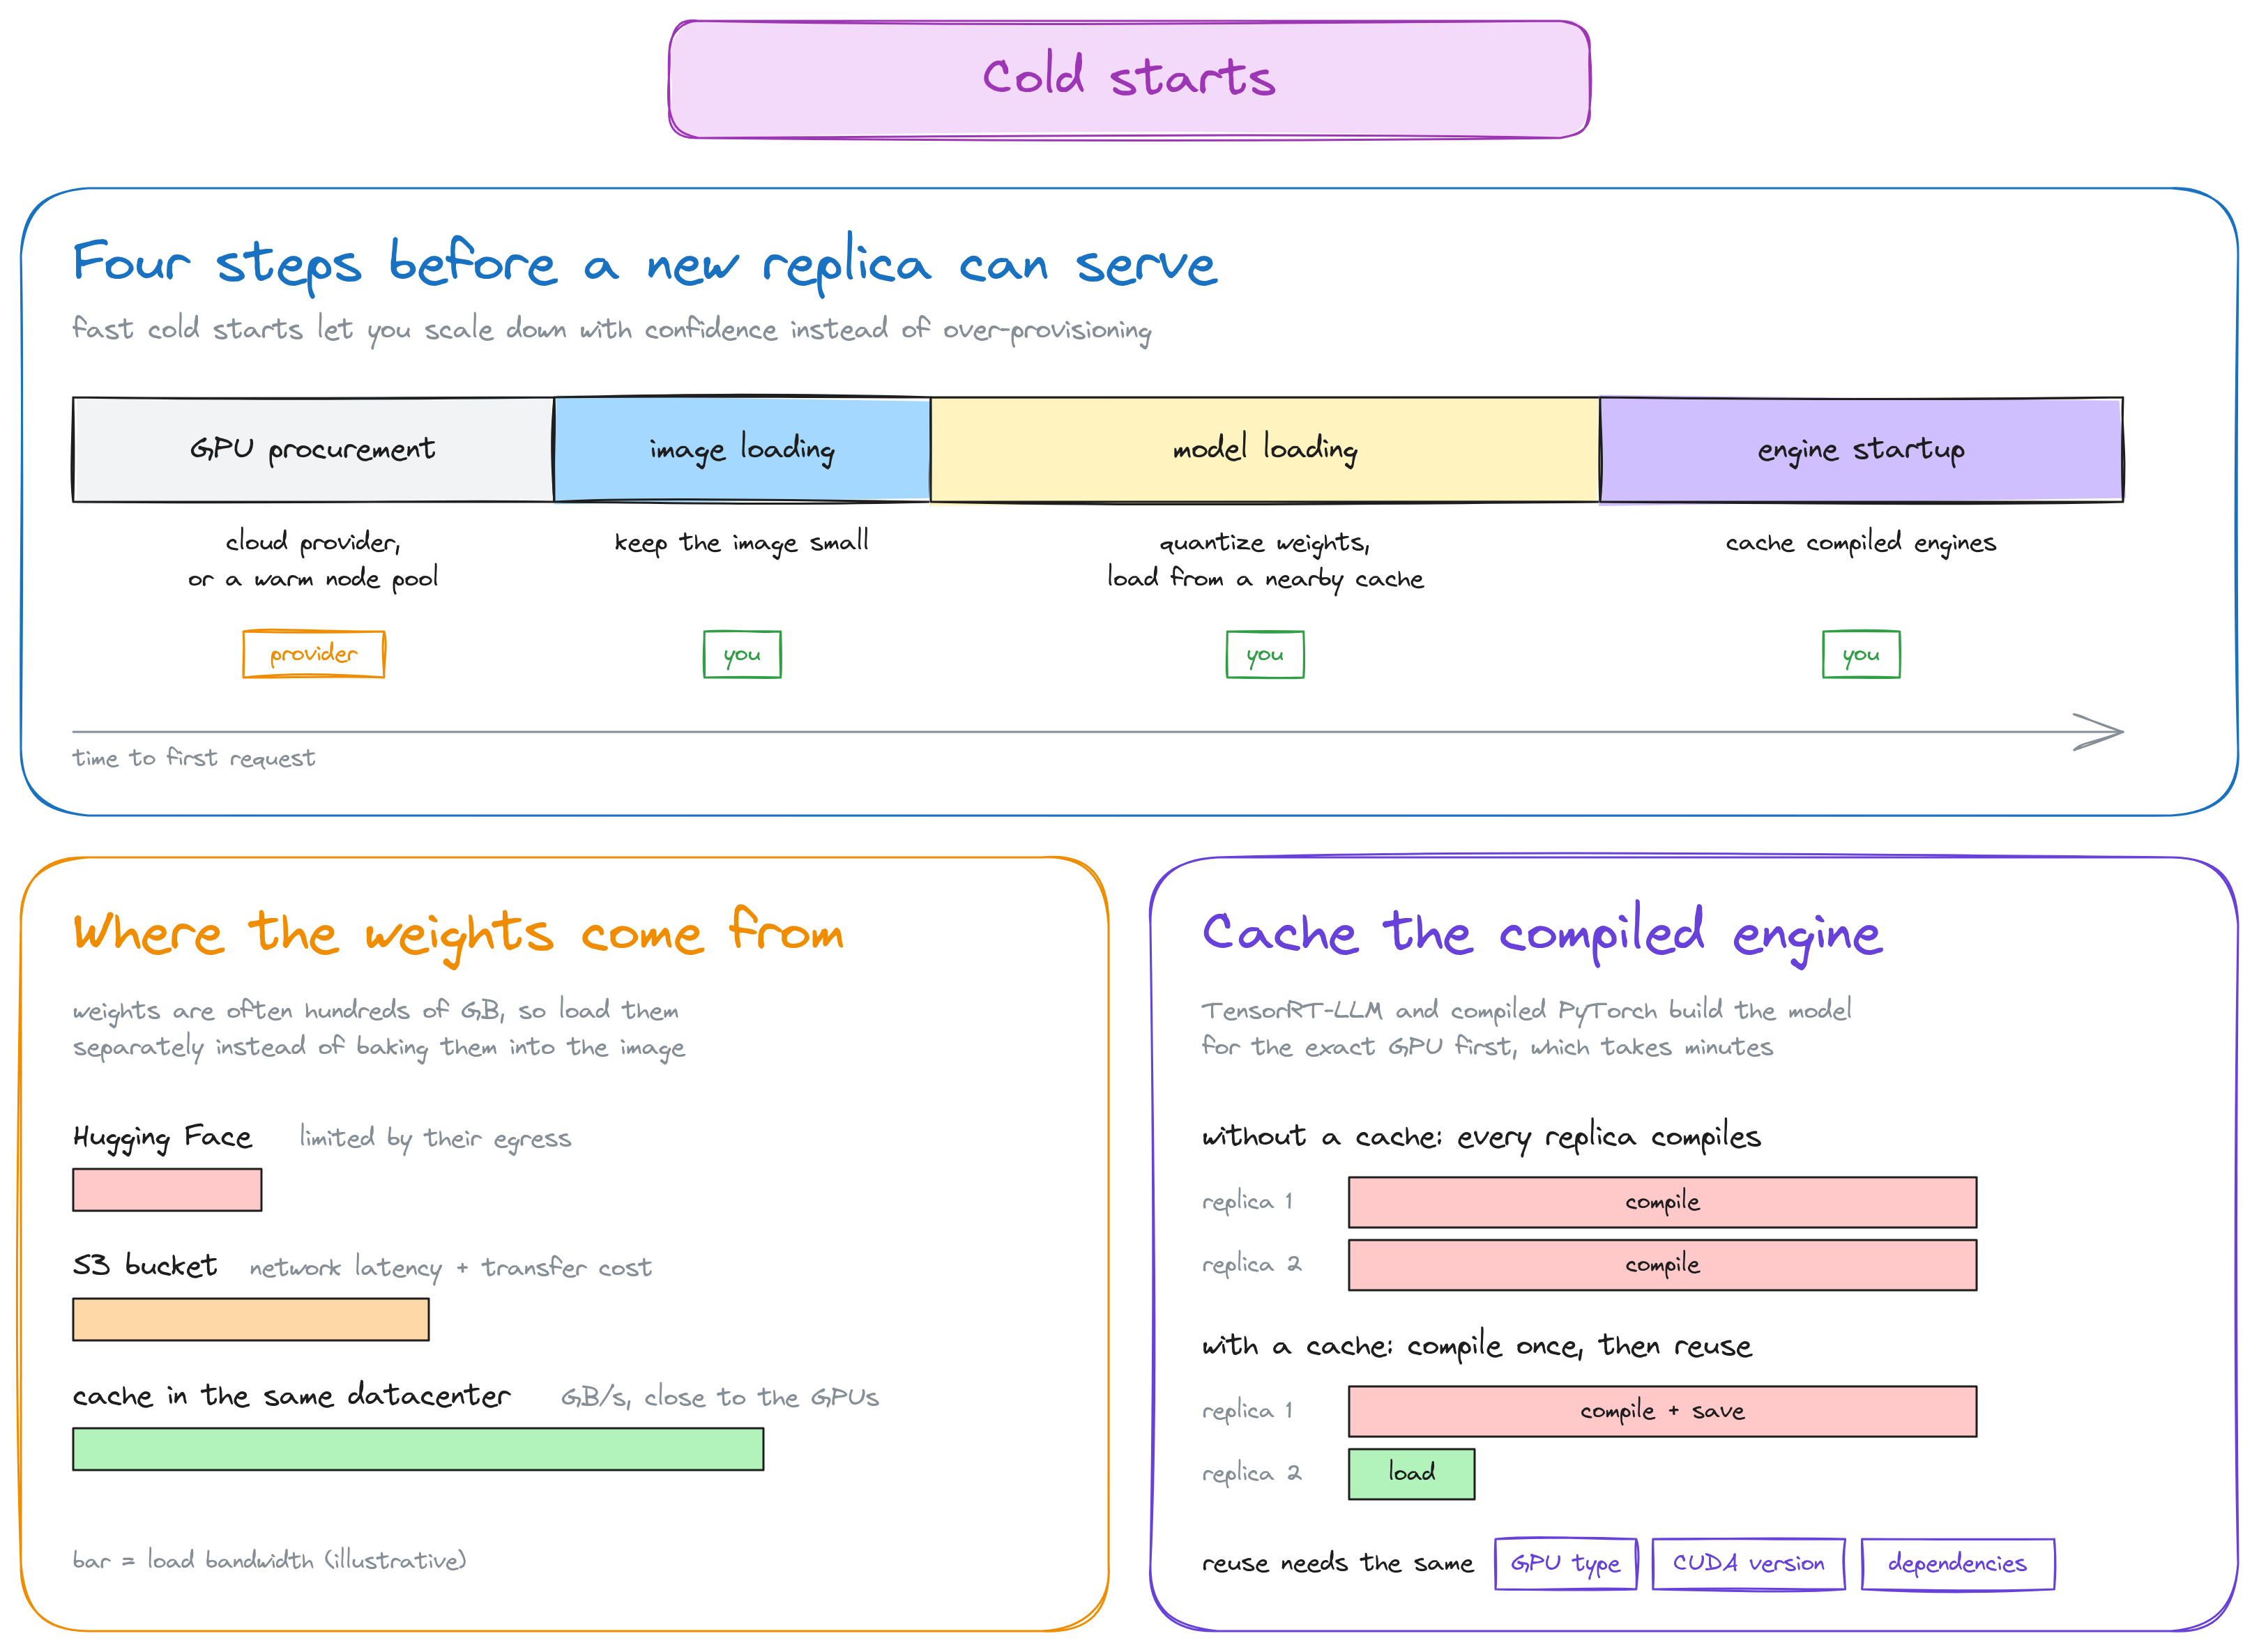 Cold starts
Four steps before a new replica can serve
fast cold starts let you scale down with confidence instead of over-provisioning
GPU procurement
image loading
model loading
engine startup
cloud provider,
or a warm node pool
keep the image small
quantize weights,
load from a nearby cache
cache compiled engines
provider
you
you
you
time to first request
Where the weights come from
weights are often hundreds of GB, so load them
separately instead of baking them into the image
Hugging Face
limited by their egress
S3 bucket
network latency + transfer cost
cache in the same datacenter
GB/s, close to the GPUs
bar = load bandwidth (illustrative)
Cache the compiled engine
TensorRT-LLM and compiled PyTorch build the model
for the exact GPU first, which takes minutes
without a cache: every replica compiles
replica 1
compile
replica 2
compile
with a cache: compile once, then reuse
replica 1
compile + save
replica 2
load
reuse needs the same
GPU type
CUDA version
dependencies